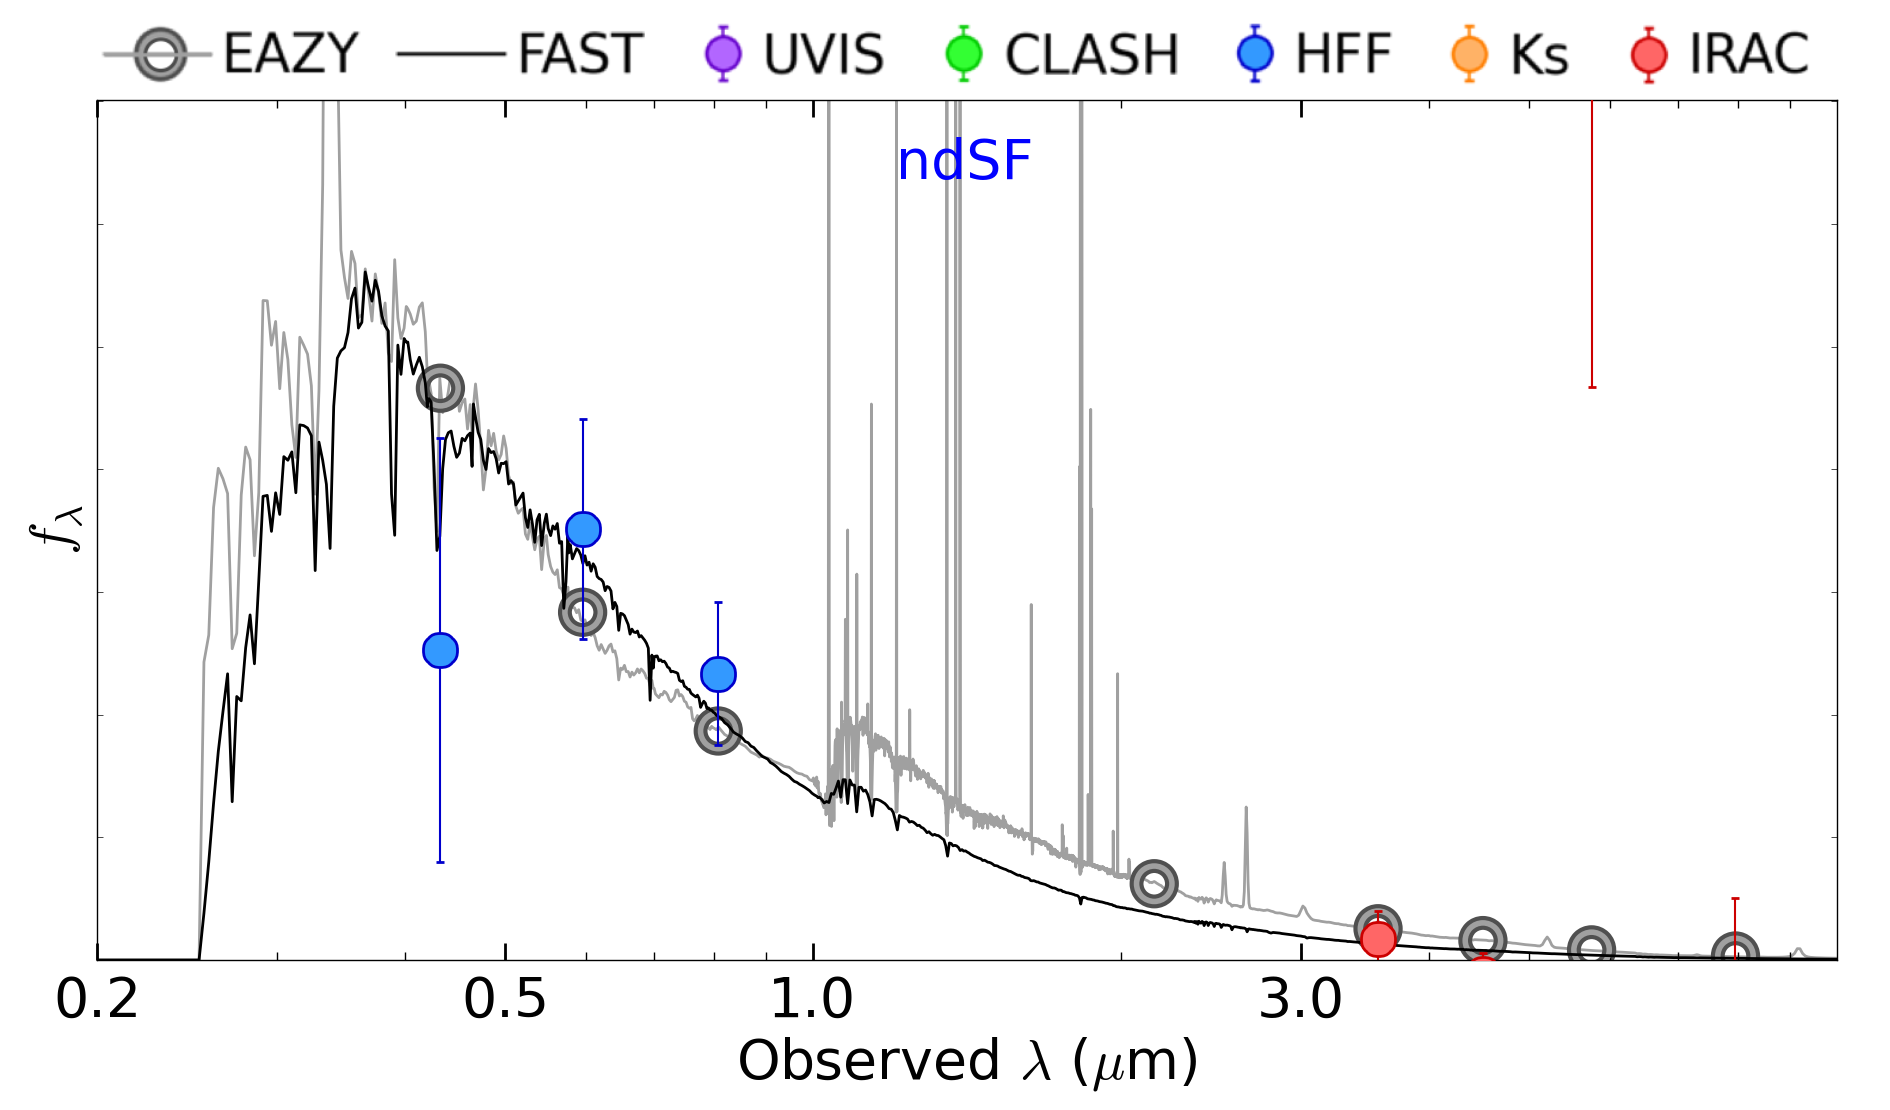 EAZY FAST UVIS CLASH HFF Ks IRAC
ndSF
f_λ
0.2 0.5 1.0 3.0
Observed λ (μm)